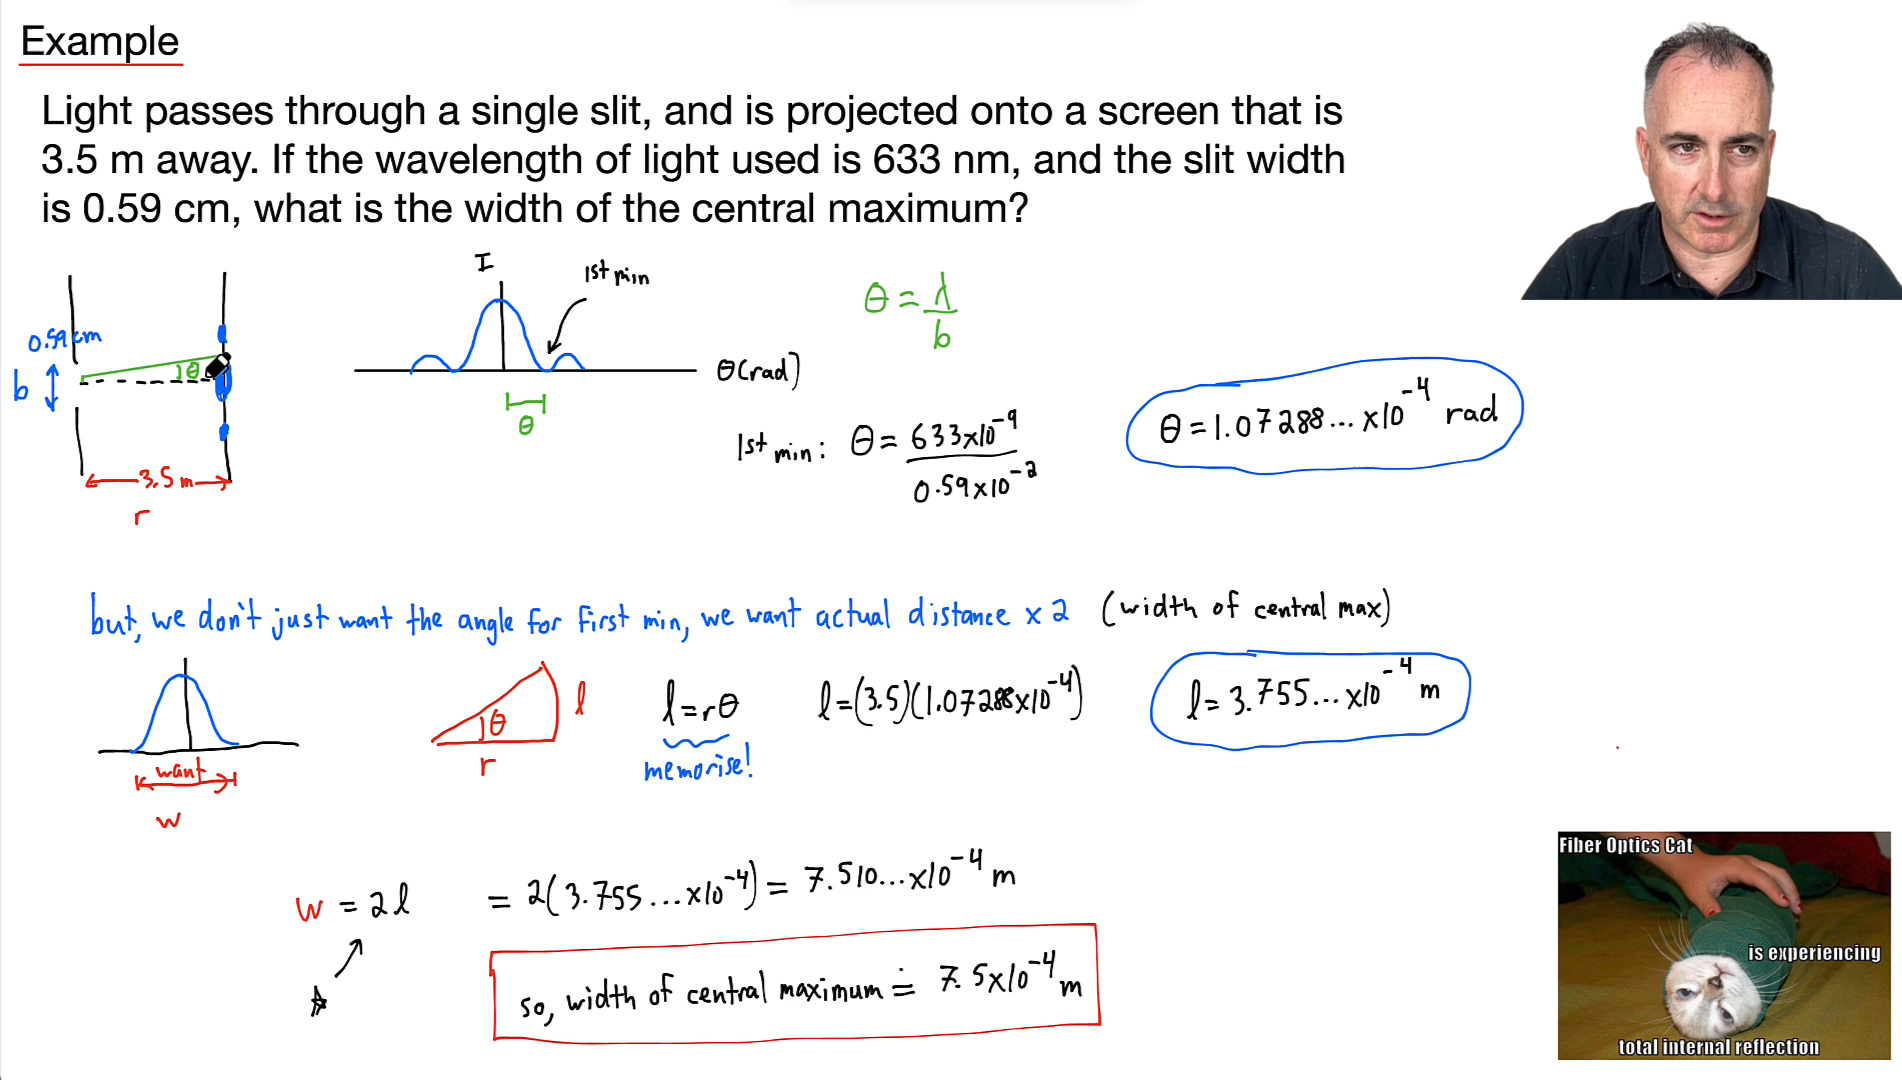 Example
Light passes through a single slit, and is projected onto a screen that is
3.5 m away. If the wavelength of light used is 633 nm, and the slit width
is 0.59 cm, what is the width of the central maximum?
0.59 cm
b
θ
3.5 m
r
I
1st min
θ (rad)
θ
θ = λ/b
1st min: θ = 633x10⁻⁹ / 0.59x10⁻²
θ = 1.07288... x10⁻⁴ rad
but, we don't just want the angle for first min, we want actual distance x 2 (width of central max)
want
w
θ
l
r
l = rθ
memorise!
l = (3.5)(1.07288x10⁻⁴)
l = 3.755... x10⁻⁴ m
w = 2l = 2(3.755... x10⁻⁴) = 7.510... x10⁻⁴ m
so, width of central maximum ≐ 7.5x10⁻⁴ m
Fiber Optics Cat
is experiencing
total internal reflection